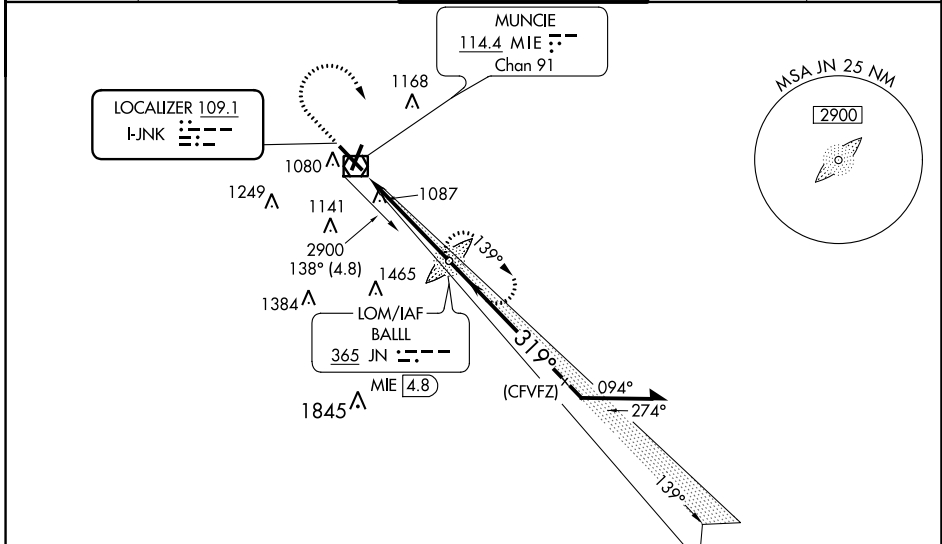 MUNCIE
114.4 MIE
Chan 91
1168
MSA JN 25 NM
2900
LOCALIZER 109.1
I-JNK
1080
1249
1087
1141
2900
138° (4.8)
139°
1465
1384
LOM/IAF
BALLL
365 JN
MIE 4.8
319°
(CFVFZ)
094°
274°
1845
139°